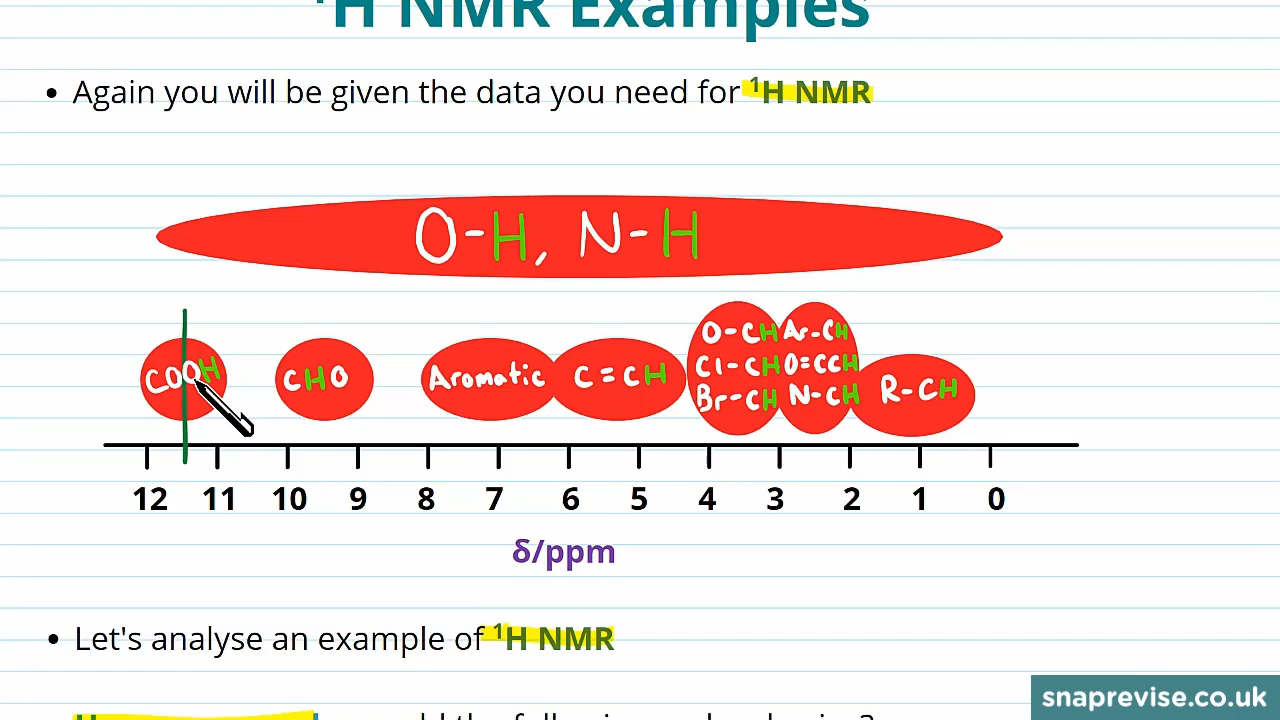 ¹H NMR Examples
• Again you will be given the data you need for ¹H NMR
O-H, N-H
O-CH Ar-CH
Cl-CH O=CCH
Br-CH N-CH
COOH CHO Aromatic C=CH R-CH
12 11 10 9 8 7 6 5 4 3 2 1 0
δ/ppm
• Let's analyse an example of ¹H NMR
snaprevise.co.uk